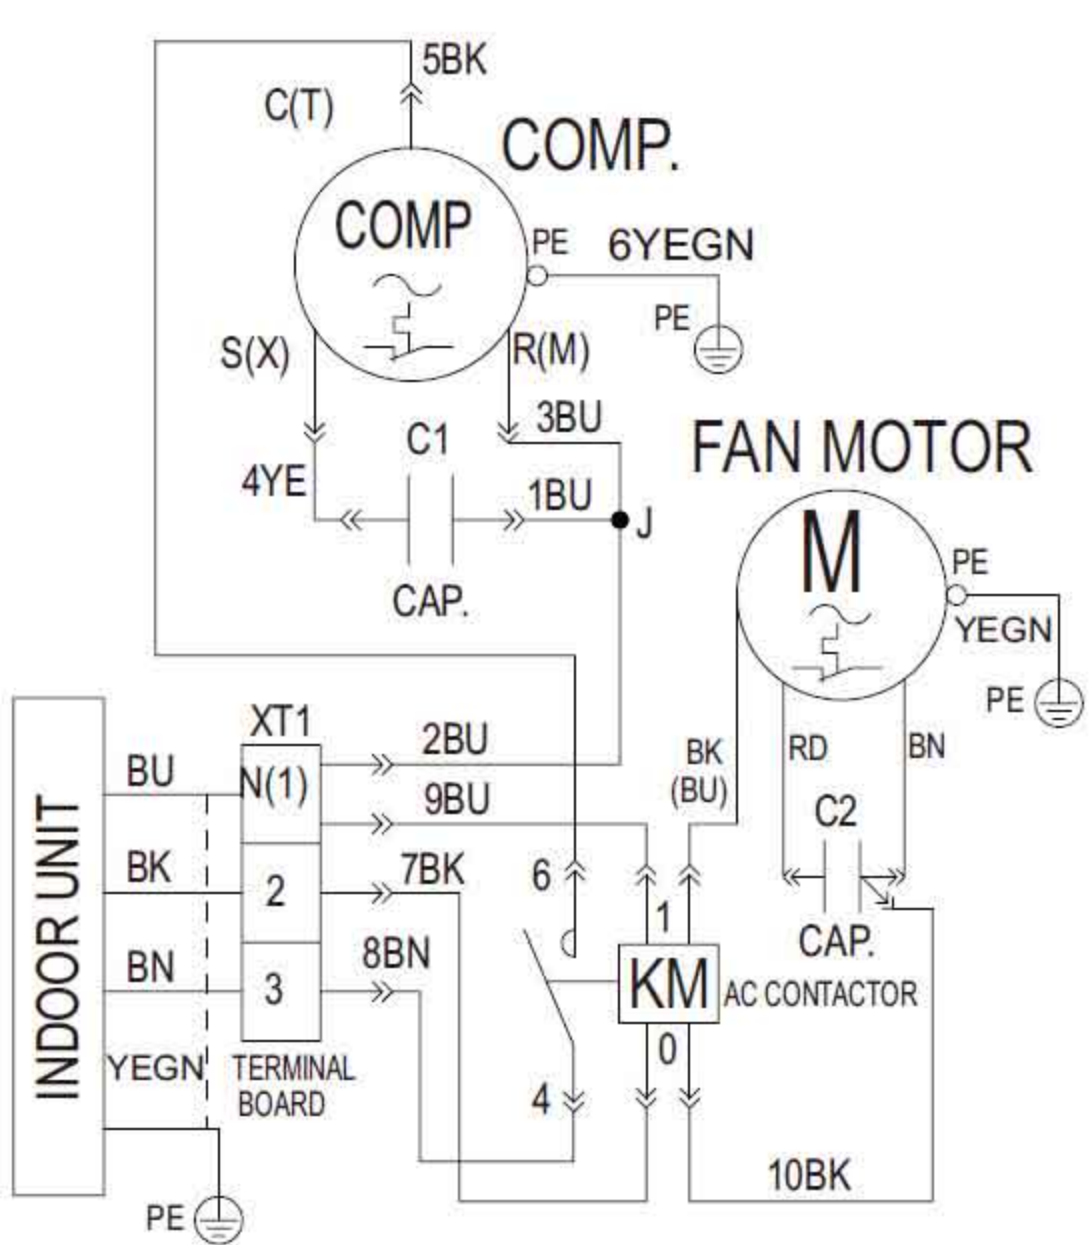 5BK
C(T)
COMP.
COMP
PE
6YEGN
PE
S(X)
R(M)
3BU
C1
FAN MOTOR
4YE
1BU
J
M
CAP.
PE
YEGN
PE
XT1
2BU
BK
(BU)
RD
BN
BU
N(1)
9BU
C2
INDOOR UNIT
BK
2
7BK
6
1
CAP.
BN
3
8BN
KM
AC CONTACTOR
0
YEGN
TERMINAL
BOARD
4
10BK
PE